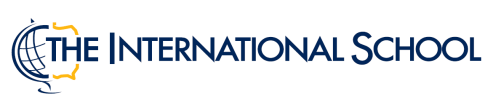 THE INTERNATIONAL SCHOOL